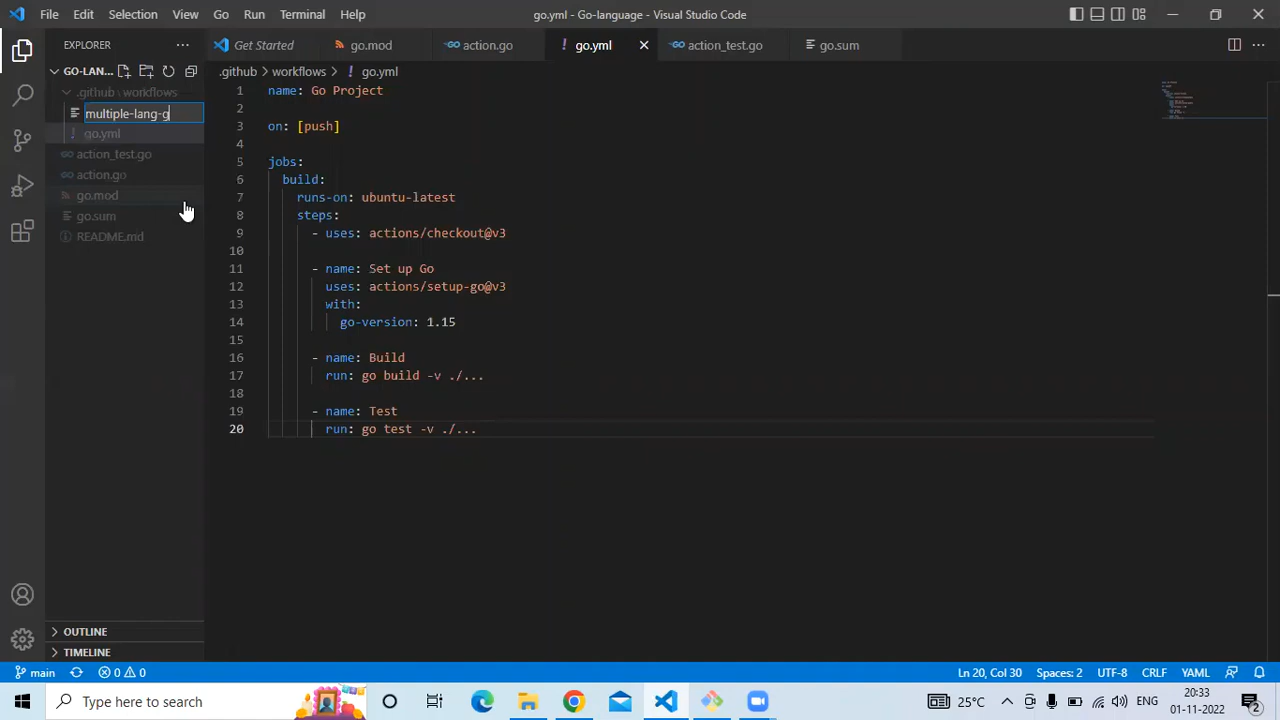 File Edit Selection View Go Run Terminal Help
go.yml - Go-language - Visual Studio Code
EXPLORER
Get Started go.mod action.go go.yml action_test.go go.sum
GO-LAN...
.github > workflows > go.yml
.github \ workflows
multiple-lang-g
go.yml
action_test.go
action.go
go.mod
go.sum
README.md
1 name: Go Project
2
3 on: [push]
4
5 jobs:
6 build:
7 runs-on: ubuntu-latest
8 steps:
9 - uses: actions/checkout@v3
10
11 - name: Set up Go
12 uses: actions/setup-go@v3
13 with:
14 go-version: 1.15
15
16 - name: Build
17 run: go build -v ./...
18
19 - name: Test
20 run: go test -v ./...
OUTLINE
TIMELINE
main 0 0 Ln 20, Col 30 Spaces: 2 UTF-8 CRLF YAML
Type here to search
25°C ENG
20:33
01-11-2022
2